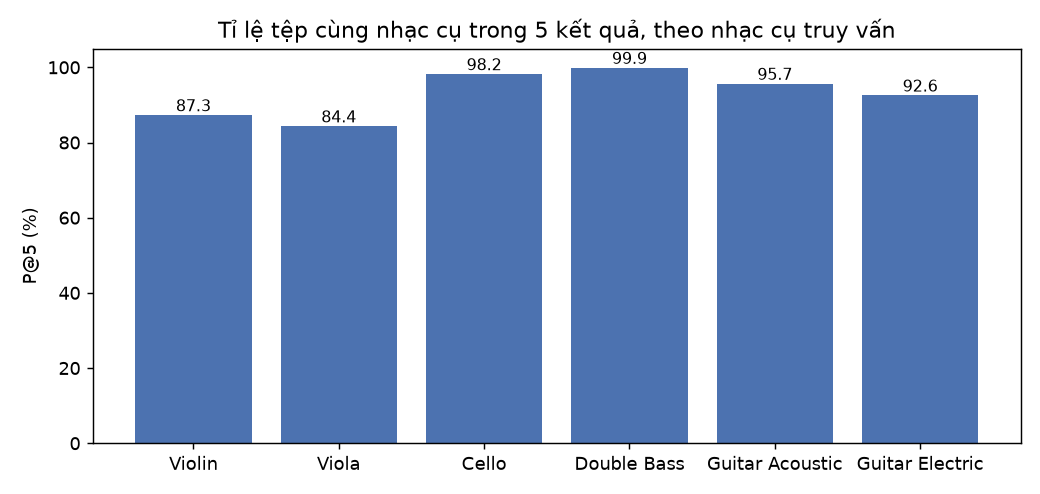 Tỉ lệ tệp cùng nhạc cụ trong 5 kết quả, theo nhạc cụ truy vấn
P@5 (%)
100
80
60
40
20
0
87.3
84.4
98.2
99.9
95.7
92.6
Violin
Viola
Cello
Double Bass
Guitar Acoustic
Guitar Electric